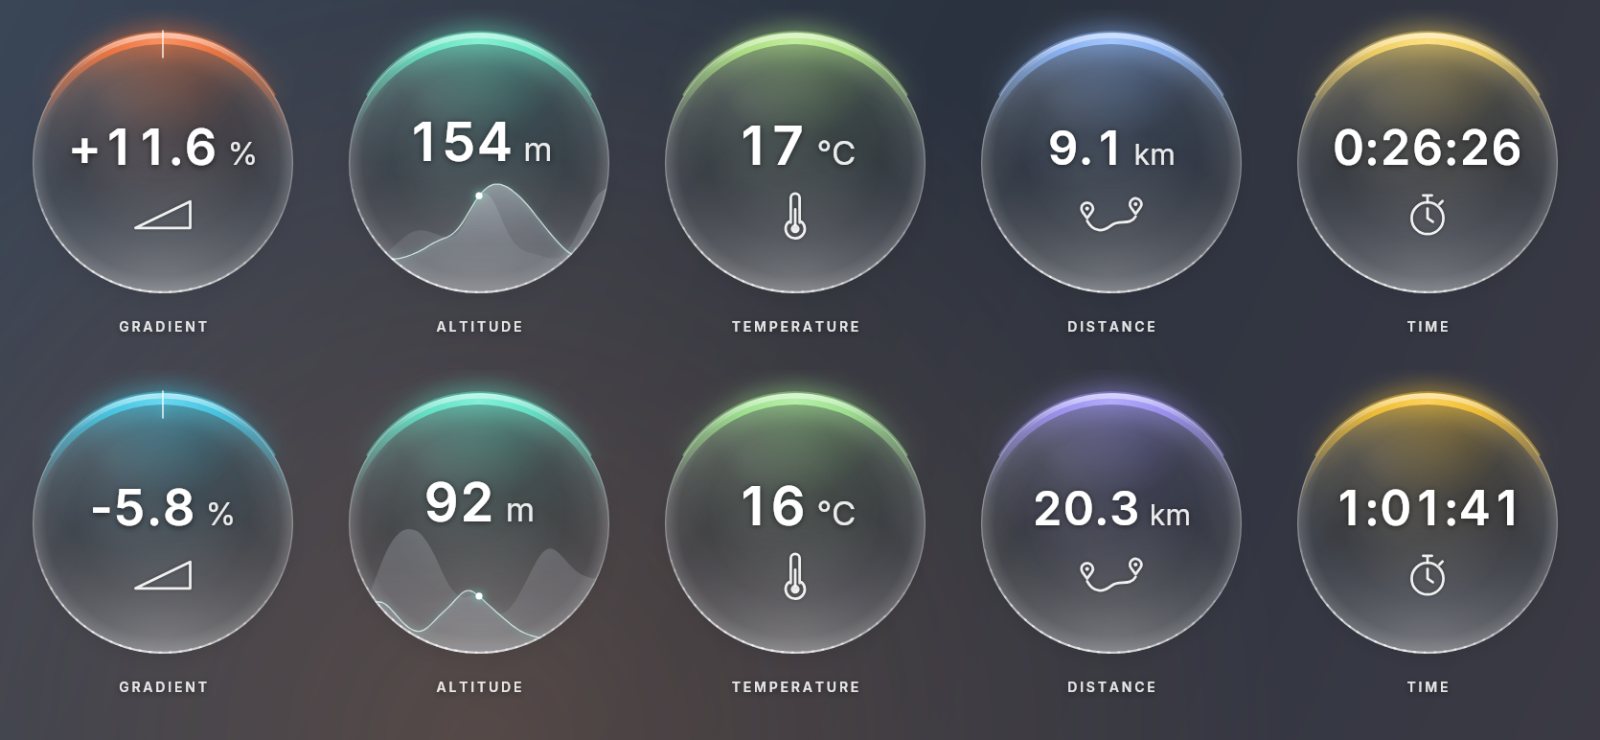 +11.6 %
154 m
17 °C
9.1 km
0:26:26
GRADIENT
ALTITUDE
TEMPERATURE
DISTANCE
TIME
-5.8 %
92 m
16 °C
20.3 km
1:01:41
GRADIENT
ALTITUDE
TEMPERATURE
DISTANCE
TIME